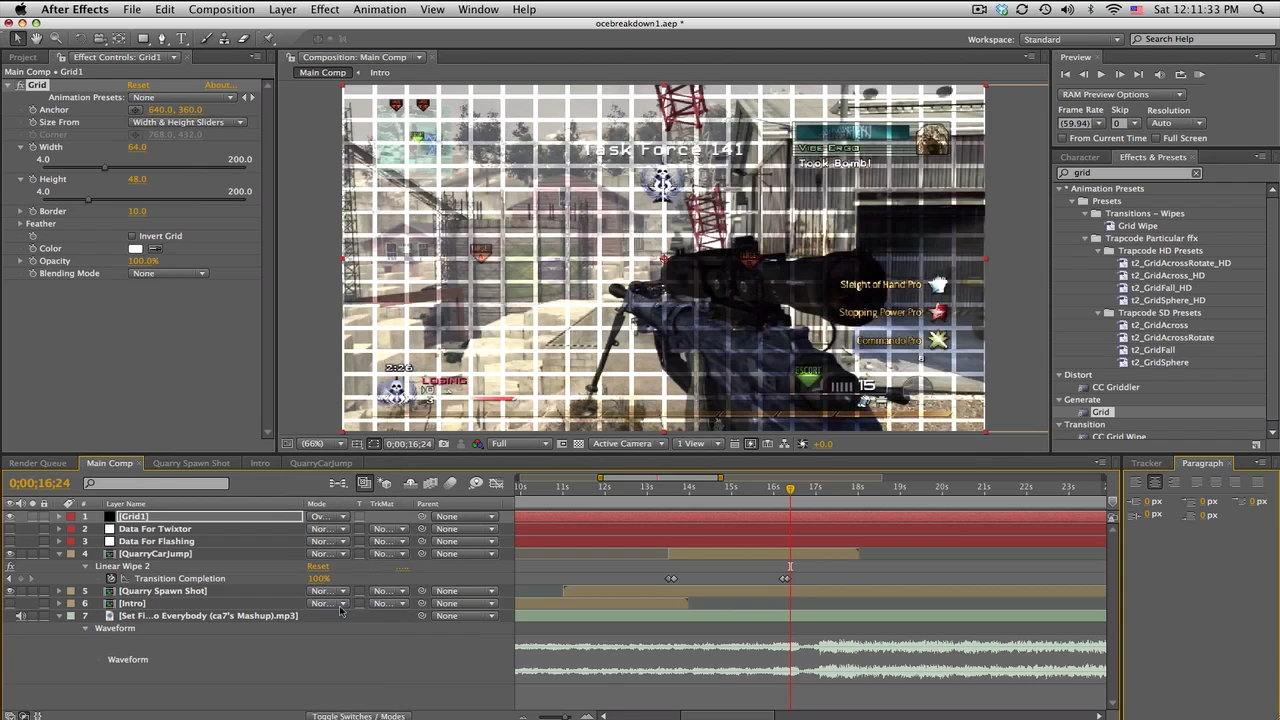 After Effects File Edit Composition Layer Effect Animation View Window Help Sat 12:11:33 PM
ocebreakdown1.aep *
Workspace: Standard Search Help
Project Effect Controls: Grid1 Composition: Main Comp Preview
Main Comp • Grid1 Main Comp Intro
Grid Reset About...
Animation Presets: None
Anchor 640.0, 360.0
Size From Width & Height Sliders
Corner 768.0, 432.0
Width 64.0
4.0 200.0
Height 48.0
4.0 200.0
Border 10.0
Feather
Invert Grid
Color
Opacity 100.0%
Blending Mode None
Task Force 141
Vibe Ergo
Took Bomb!
Sleight of Hand Pro
Stopping Power Pro
Commando Pro
ESCORT
2:26
LOSING
15
RAM Preview Options
Frame Rate Skip Resolution
(59.94) 0 Auto
From Current Time Full Screen
Character Effects & Presets
grid
* Animation Presets
Presets
Transitions – Wipes
Grid Wipe
Trapcode Particular ffx
Trapcode HD Presets
t2_GridAcrossRotate_HD
t2_GridAcross_HD
t2_GridFall_HD
t2_GridSphere_HD
Trapcode SD Presets
t2_GridAcross
t2_GridAcrossRotate
t2_GridFall
t2_GridSphere
Distort
CC Griddler
Generate
Grid
Transition
CC Grid Wipe
(66%) 0;00;16;24 Full Active Camera 1 View +0.0
Render Queue Main Comp Quarry Spawn Shot Intro QuarryCarJump
Tracker Paragraph
0;00;16;24
10s 11s 12s 13s 14s 15s 16s 17s 18s 19s 20s 21s 22s 23s
0 px 0 px
0 px 0 px
0 px
# Layer Name Mode T TrkMat Parent
1 [Grid1] Ov... None
2 Data For Twixtor Nor... No... None
3 Data For Flashing Nor... No... None
4 [QuarryCarJump] Nor... No... None
Linear Wipe 2 Reset .....
Transition Completion 100%
5 [Quarry Spawn Shot] Nor... No... None
6 [Intro] Nor... No... None
7 [Set Fi...o Everybody (ca7's Mashup).mp3] None
Waveform
Waveform
Toggle Switches / Modes